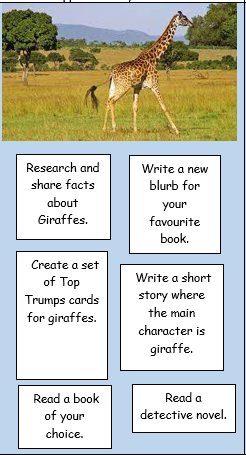 Research and
share facts
about
Giraffes.
Write a new
blurb for
your
favourite
book.
Create a set
of Top
Trumps cards
for giraffes.
Write a short
story where
the main
character is
giraffe.
Read a book
of your
choice.
Read a
detective novel.